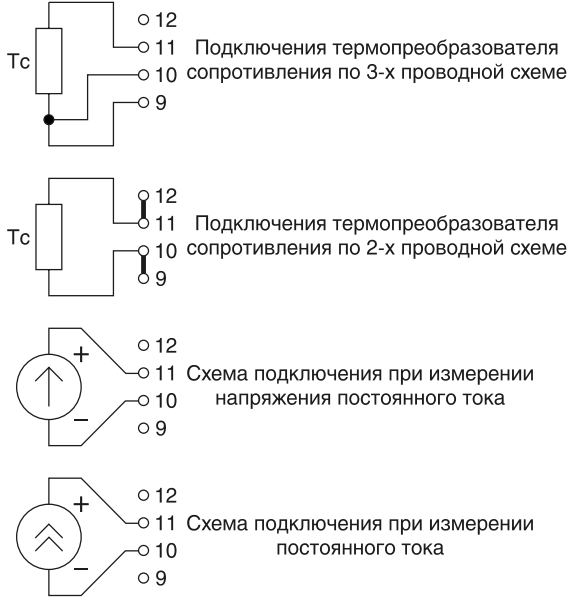 12
11
Подключения термопреобразователя
Тс
10
сопротивления по 3-х проводной схеме
9
12
11
Подключения термопреобразователя
Тс
10
сопротивления по 2-х проводной схеме
9
+
12
11
Схема подключения при измерении
10
напряжения постоянного тока
–
9
+
12
11
Схема подключения при измерении
10
постоянного тока
–
9